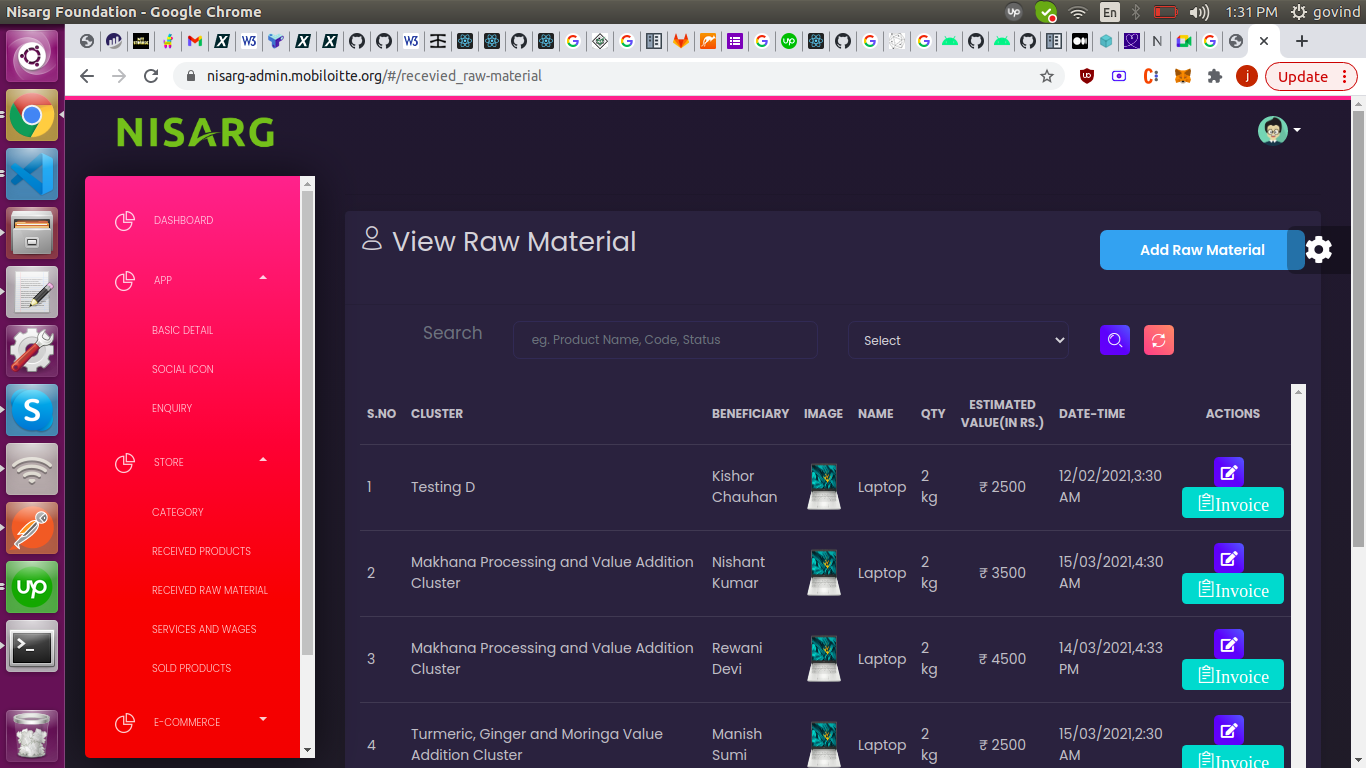 Nisarg Foundation - Google Chrome
up
En
1:31 PM
govind
nisarg-admin.mobiloitte.org/#/recevied_raw-material
j
Update
NISARG
DASHBOARD
APP
BASIC DETAIL
SOCIAL ICON
ENQUIRY
STORE
CATEGORY
RECEIVED PRODUCTS
RECEIVED RAW MATERIAL
SERVICES AND WAGES
SOLD PRODUCTS
E-COMMERCE
View Raw Material
Add Raw Material
Search
eg. Product Name, Code, Status
Select
S.NO CLUSTER BENEFICIARY IMAGE NAME QTY ESTIMATED VALUE(IN RS.) DATE-TIME ACTIONS
1 Testing D Kishor Chauhan Laptop 2 kg ₹ 2500 12/02/2021,3:30 AM Invoice
2 Makhana Processing and Value Addition Cluster Nishant Kumar Laptop 2 kg ₹ 3500 15/03/2021,4:30 AM Invoice
3 Makhana Processing and Value Addition Cluster Rewani Devi Laptop 2 kg ₹ 4500 14/03/2021,4:33 PM Invoice
4 Turmeric, Ginger and Moringa Value Addition Cluster Manish Sumi Laptop 2 kg ₹ 2500 15/03/2021,2:30 AM Invoice